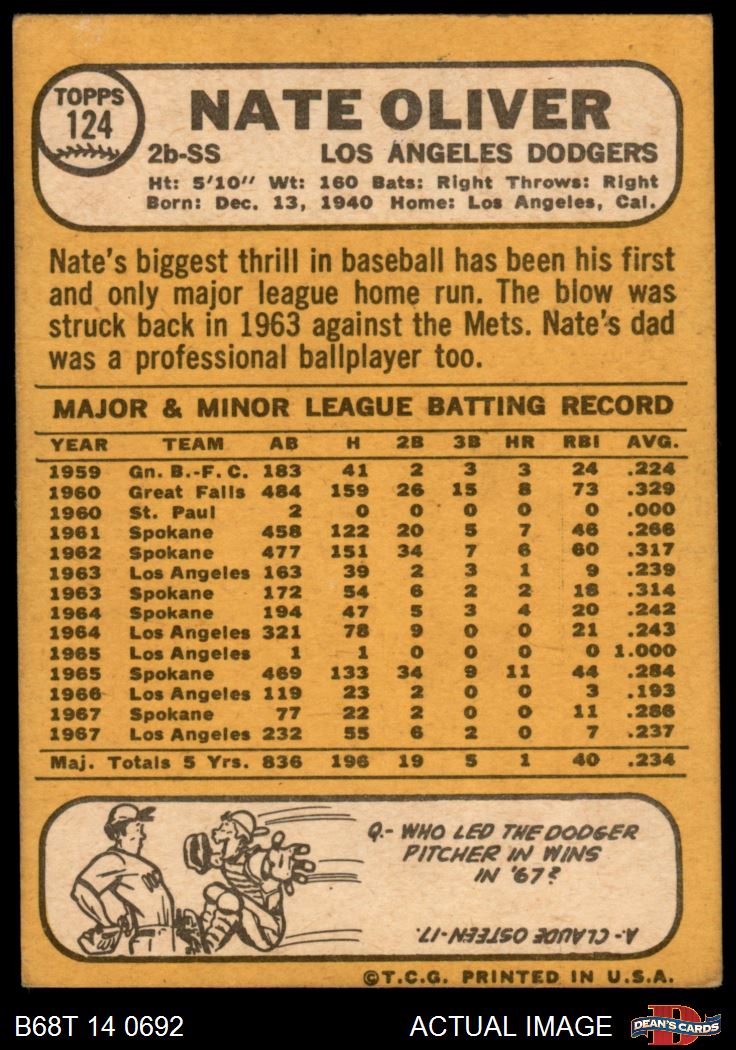 TOPPS
124
NATE OLIVER
2b-SS LOS ANGELES DODGERS
Ht: 5'10" Wt: 160 Bats: Right Throws: Right
Born: Dec. 13, 1940 Home: Los Angeles, Cal.
Nate's biggest thrill in baseball has been his first
and only major league home run. The blow was
struck back in 1963 against the Mets. Nate's dad
was a professional ballplayer too.
MAJOR & MINOR LEAGUE BATTING RECORD
YEAR TEAM AB H 2B 3B HR RBI AVG.
1959 Gn. B.-F.C. 183 41 2 3 3 24 .224
1960 Great Falls 484 159 26 15 8 73 .329
1960 St. Paul 2 0 0 0 0 0 .000
1961 Spokane 458 122 20 5 7 46 .266
1962 Spokane 477 151 34 7 6 60 .317
1963 Los Angeles 163 39 2 3 1 9 .239
1963 Spokane 172 54 6 2 2 18 .314
1964 Spokane 194 47 5 3 4 20 .242
1964 Los Angeles 321 78 9 0 0 21 .243
1965 Los Angeles 1 1 0 0 0 0 1.000
1965 Spokane 469 133 34 9 11 44 .284
1966 Los Angeles 119 23 2 0 0 3 .193
1967 Spokane 77 22 2 0 0 11 .286
1967 Los Angeles 232 55 6 2 0 7 .237
Maj. Totals 5 Yrs. 836 196 19 5 1 40 .234
Q.- WHO LED THE DODGER
PITCHER IN WINS
IN '67?
A.- CLAUDE OSTEEN-17.
©T.C.G. PRINTED IN U.S.A.
B68T 14 0692 ACTUAL IMAGE DEAN'S CARDS